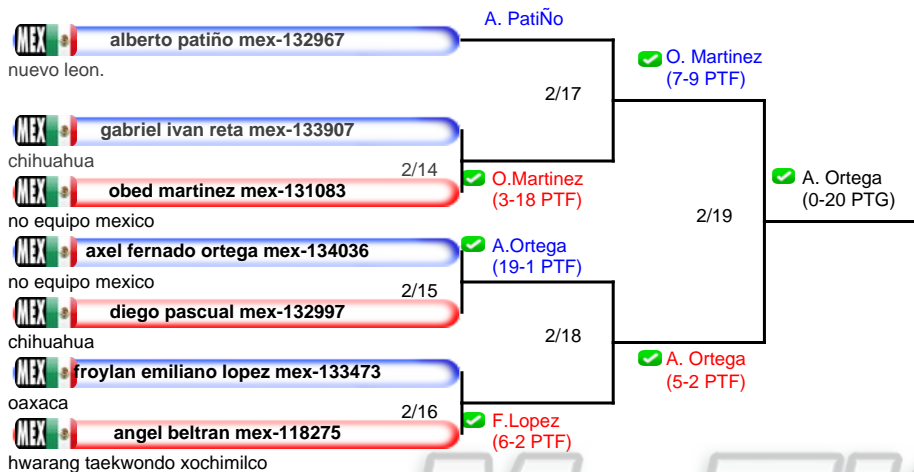 A. PatiÑo
MEX alberto patiño mex-132967
nuevo leon.
O. Martinez
(7-9 PTF)
2/17
MEX gabriel ivan reta mex-133907
chihuahua
2/14
MEX obed martinez mex-131083
no equipo mexico
O.Martinez
(3-18 PTF)
A. Ortega
(0-20 PTG)
2/19
MEX axel fernado ortega mex-134036
no equipo mexico
A.Ortega
(19-1 PTF)
2/15
MEX diego pascual mex-132997
chihuahua
2/18
MEX froylan emiliano lopez mex-133473
oaxaca
A. Ortega
(5-2 PTF)
2/16
MEX angel beltran mex-118275
hwarang taekwondo xochimilco
F.Lopez
(6-2 PTF)